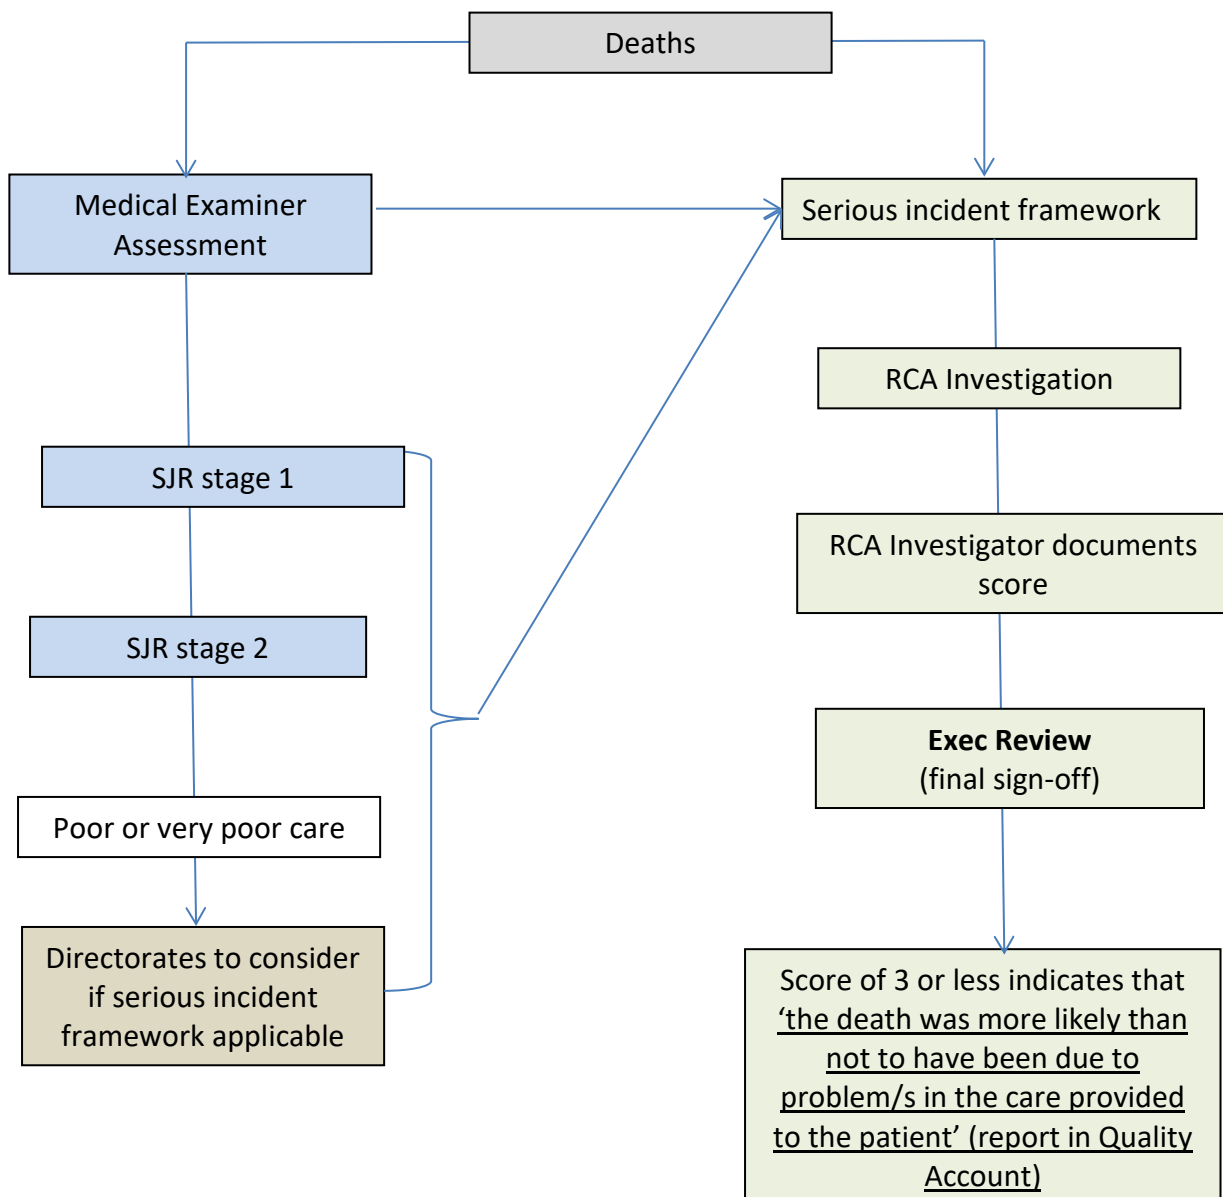 Deaths
Medical Examiner
Assessment
Serious incident framework
RCA Investigation
SJR stage 1
RCA Investigator documents
score
SJR stage 2
Exec Review
(final sign-off)
Poor or very poor care
Directorates to consider
if serious incident
framework applicable
Score of 3 or less indicates that
‘the death was more likely than
not to have been due to
problem/s in the care provided
to the patient’ (report in Quality
Account)